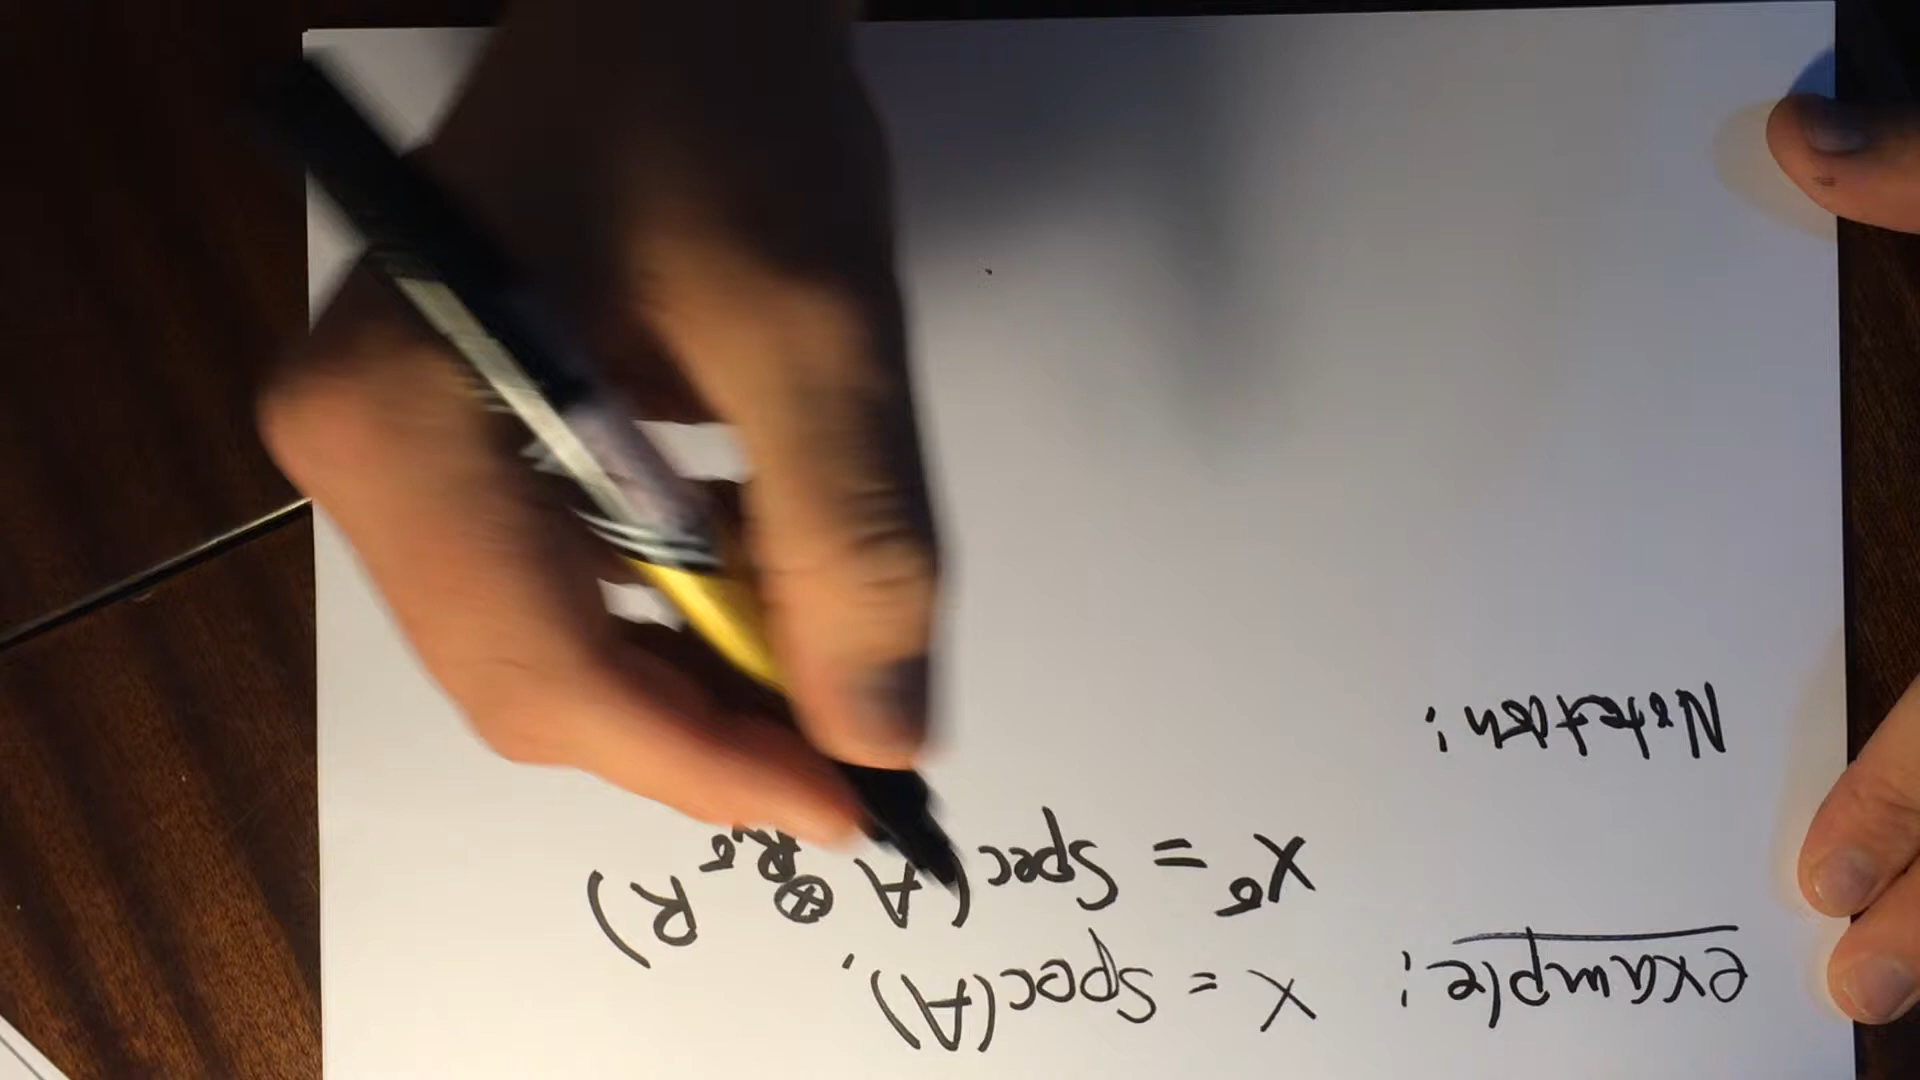 example: X = Spec(A),
X_σ = Spec(A ⊗_{R,σ} R)
Notation: